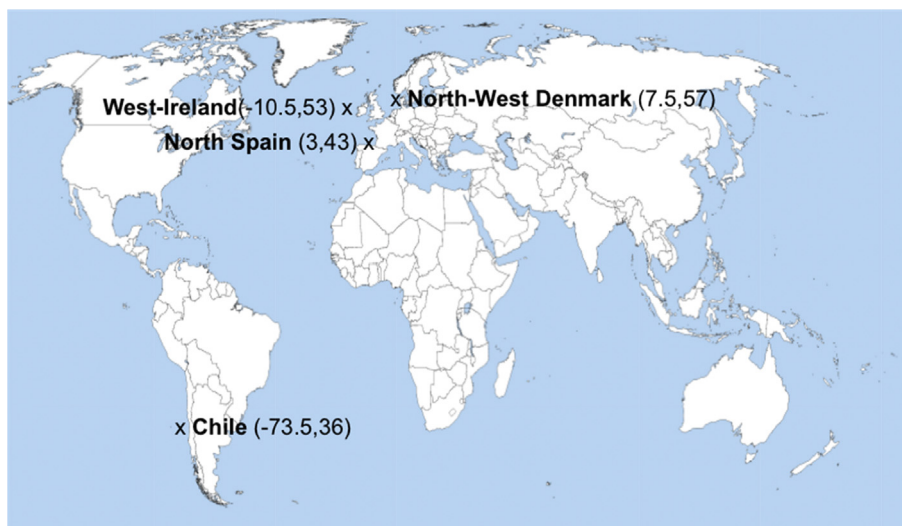 x North-West Denmark (7.5,57)
West-Ireland(-10.5,53) x
North Spain (3,43) x
x Chile (-73.5,36)